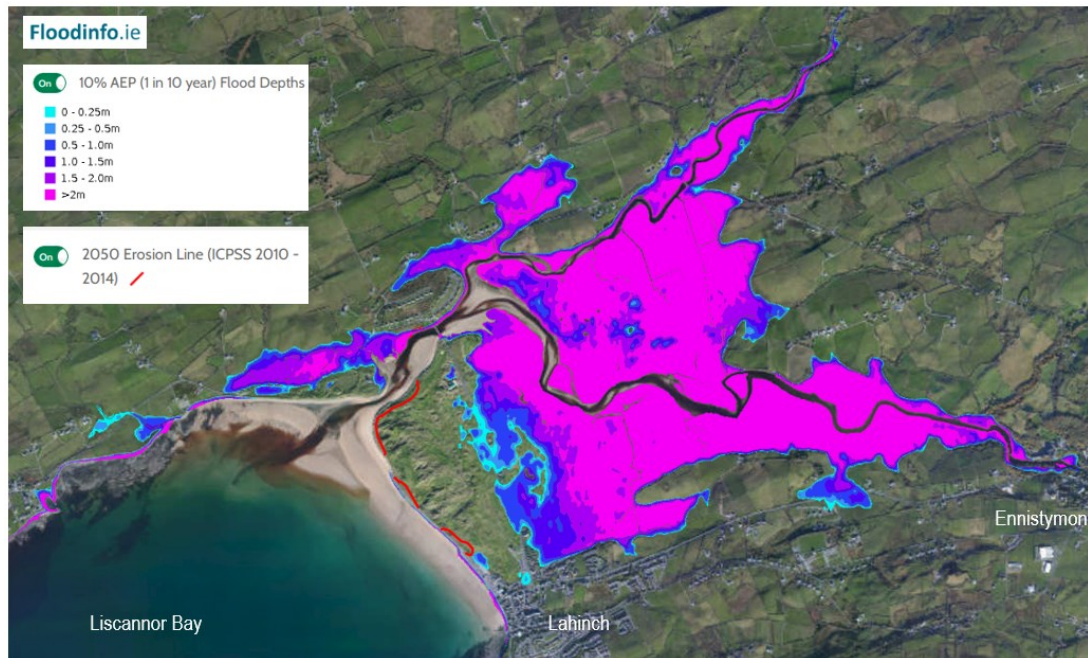 Floodinfo.ie
On 10% AEP (1 in 10 year) Flood Depths
0 - 0.25m
0.25 - 0.5m
0.5 - 1.0m
1.0 - 1.5m
1.5 - 2.0m
>2m
On 2050 Erosion Line (ICPSS 2010 -
2014)
Ennistymon
Liscannor Bay
Lahinch